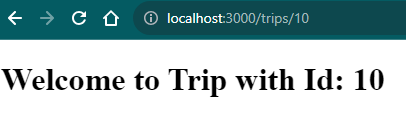 localhost:3000/trips/10
Welcome to Trip with Id: 10